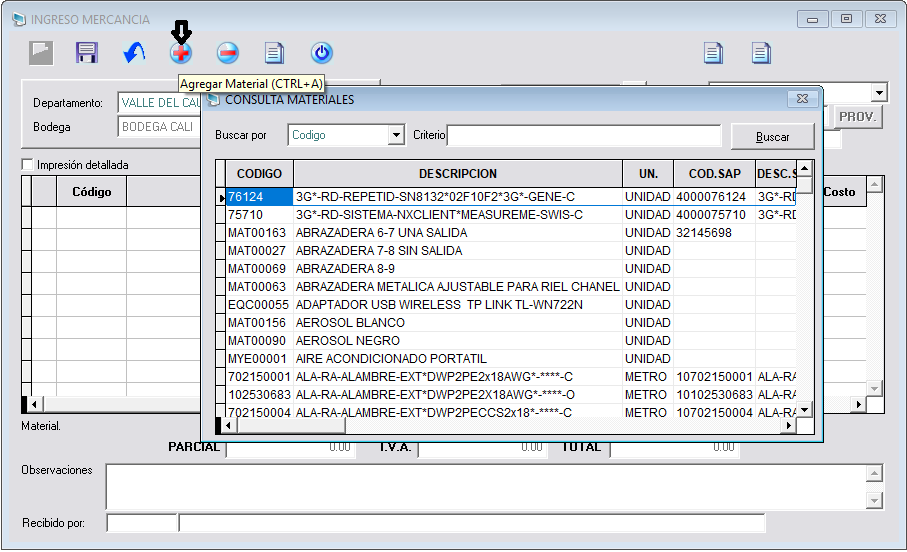 INGRESO MERCANCIA
Agregar Material (CTRL+A)
Departamento: VALLE DEL CAU
Bodega BODEGA CALI
PROV.
Impresión detallada
Código Costo
CONSULTA MATERIALES
Buscar por Codigo Criterio Buscar
CODIGO DESCRIPCION UN. COD.SAP DESC.S
76124 3G*-RD-REPETID-SN8132*02F10F2*3G*-GENE-C UNIDAD 4000076124 3G*-RD
75710 3G*-RD-SISTEMA-NXCLIENT*MEASUREME-SWIS-C UNIDAD 4000075710 3G*-RD
MAT00163 ABRAZADERA 6-7 UNA SALIDA UNIDAD 32145698
MAT00027 ABRAZADERA 7-8 SIN SALIDA UNIDAD
MAT00069 ABRAZADERA 8-9 UNIDAD
MAT00063 ABRAZADERA METALICA AJUSTABLE PARA RIEL CHANEL UNIDAD
EQC00055 ADAPTADOR USB WIRELESS TP LINK TL-WN722N UNIDAD
MAT00156 AEROSOL BLANCO UNIDAD
MAT00090 AEROSOL NEGRO UNIDAD
MYE00001 AIRE ACONDICIONADO PORTATIL UNIDAD
702150001 ALA-RA-ALAMBRE-EXT*DWP2PE2x18AWG*-****-C METRO 10702150001 ALA-RA
102530683 ALA-RA-ALAMBRE-EXT*DWP2PE2X18AWG*-****-O METRO 10102530683 ALA-RA
702150004 ALA-RA-ALAMBRE-EXT*DWP2PECCS2x18*-****-C METRO 10702150004 ALA-RA
Material.
PARCIAL 0.00 I.V.A. 0.00 TOTAL 0.00
Observaciones
Recibido por: